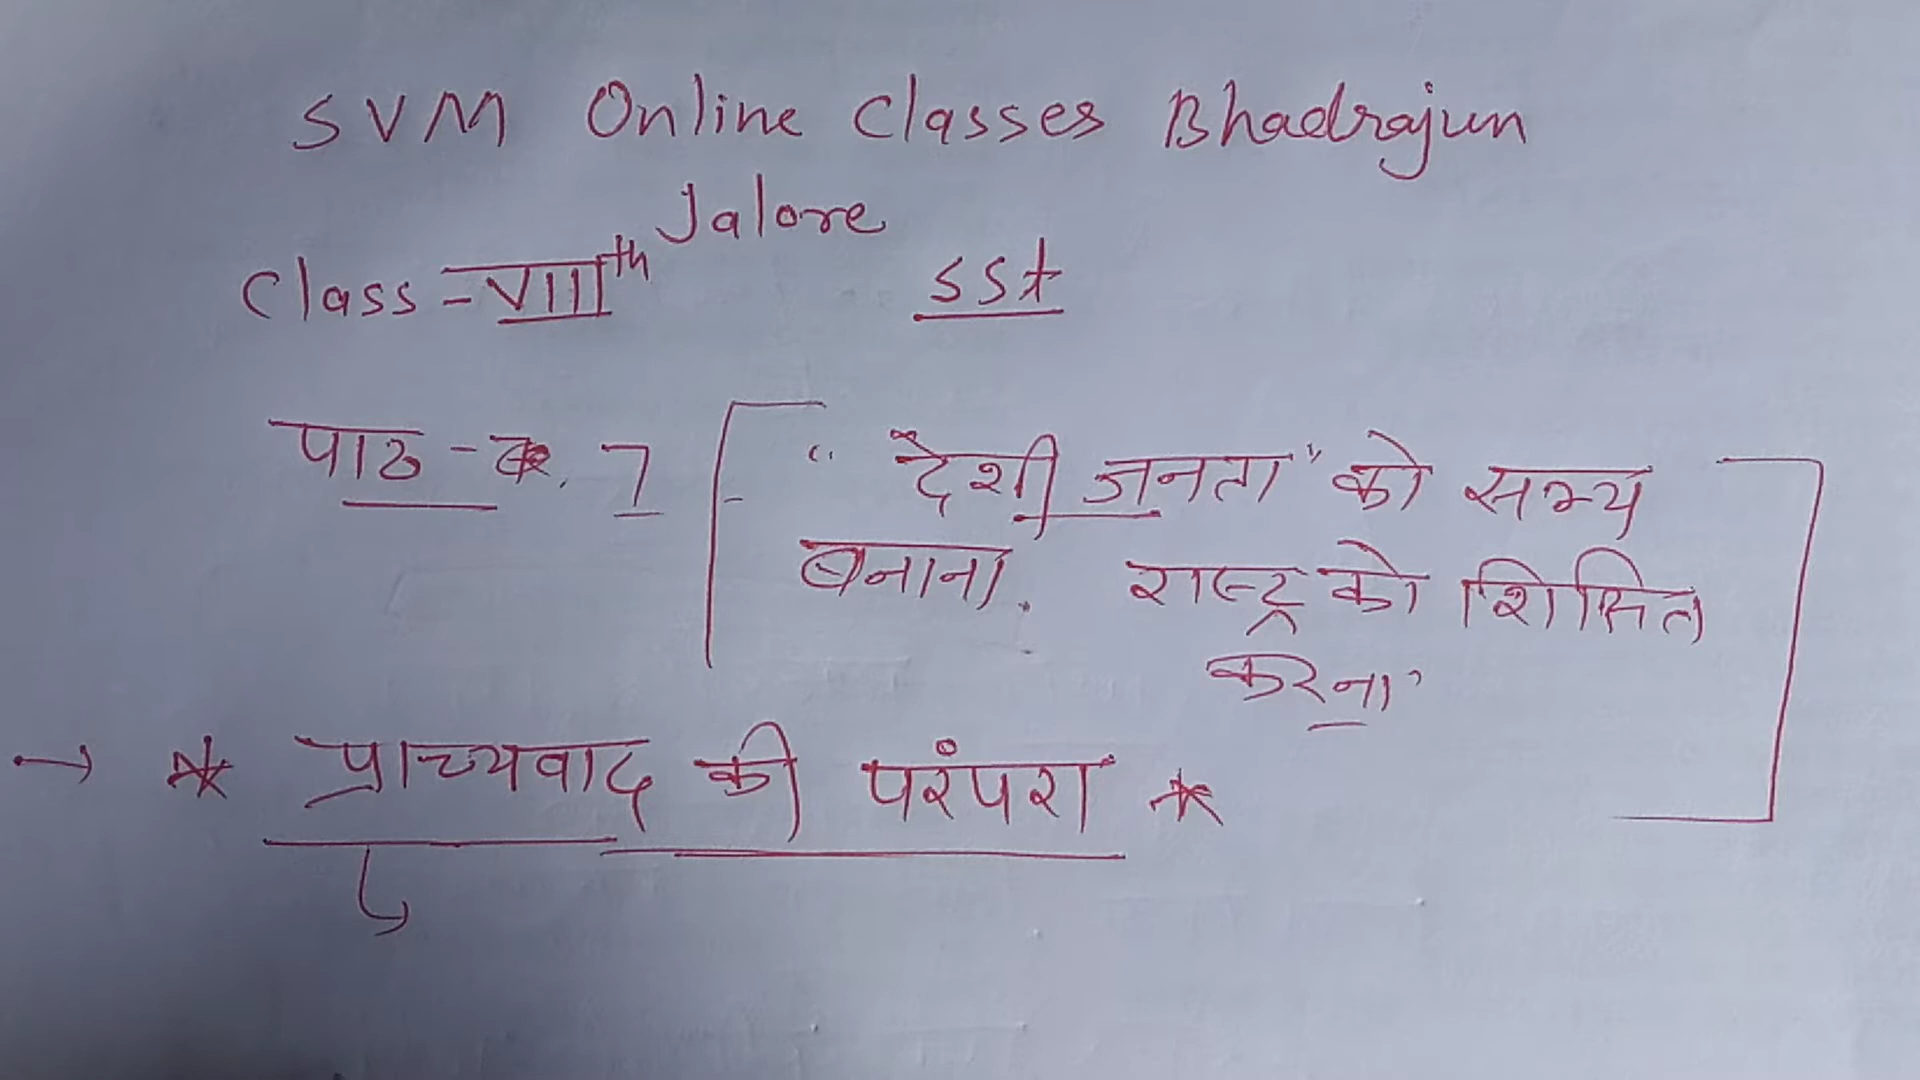 SVM Online Classes Bhadrajun
Jalore
Class = VIIIth SSt
पाठ - क्र. 7 - "देशी जनता" को सभ्य
बनाना. राष्ट्र को शिक्षित
करना"
→ * प्राच्यवाद की परंपरा *